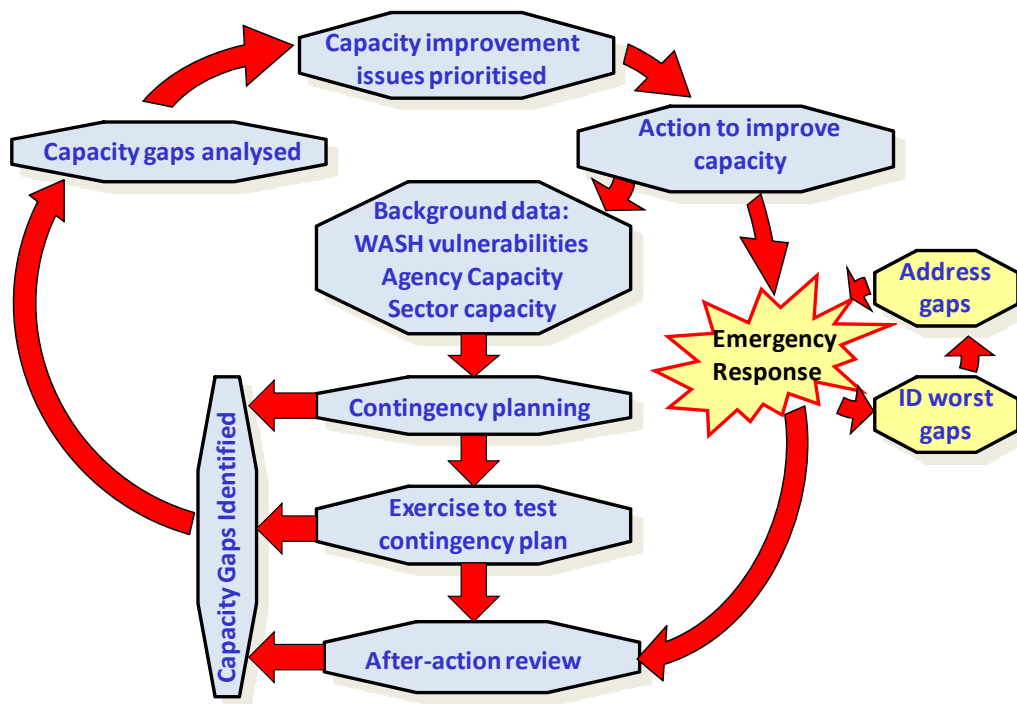 Capacity improvement
issues prioritised
Action to improve
capacity
Capacity gaps analysed
Background data:
WASH vulnerabilities
Agency Capacity
Sector capacity
Address
gaps
Emergency
Response
ID worst
gaps
Contingency planning
Capacity Gaps Identified
Exercise to test
contingency plan
After-action review